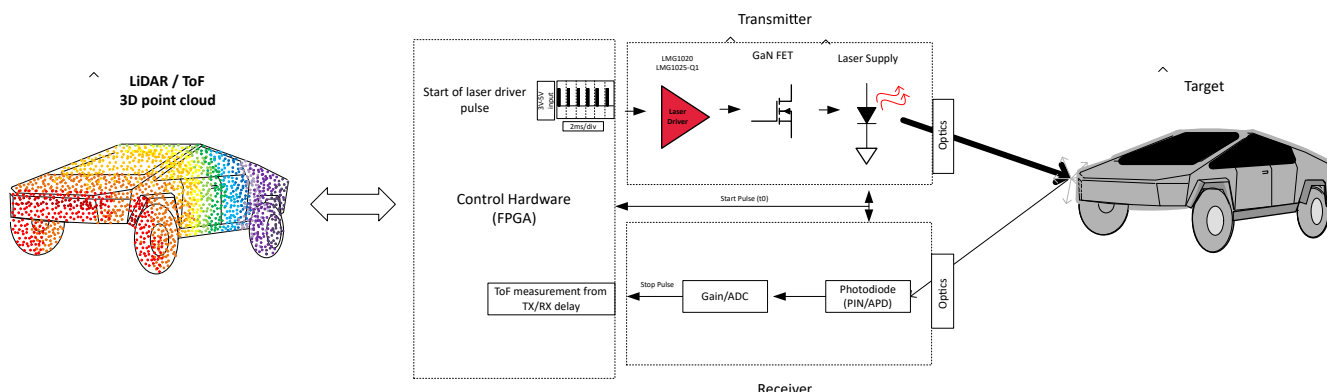 Transmitter
LiDAR / ToF
3D point cloud
Start of laser driver
pulse
3V-5V
input
2ms/div
LMG1020
LMG1025-Q1
GaN FET
Laser Supply
Laser
Driver
Optics
Target
Control Hardware
(FPGA)
Start Pulse (t0)
ToF measurement from
TX/RX delay
Stop Pulse
Gain/ADC
Photodiode
(PIN/APD)
Optics
Receiver